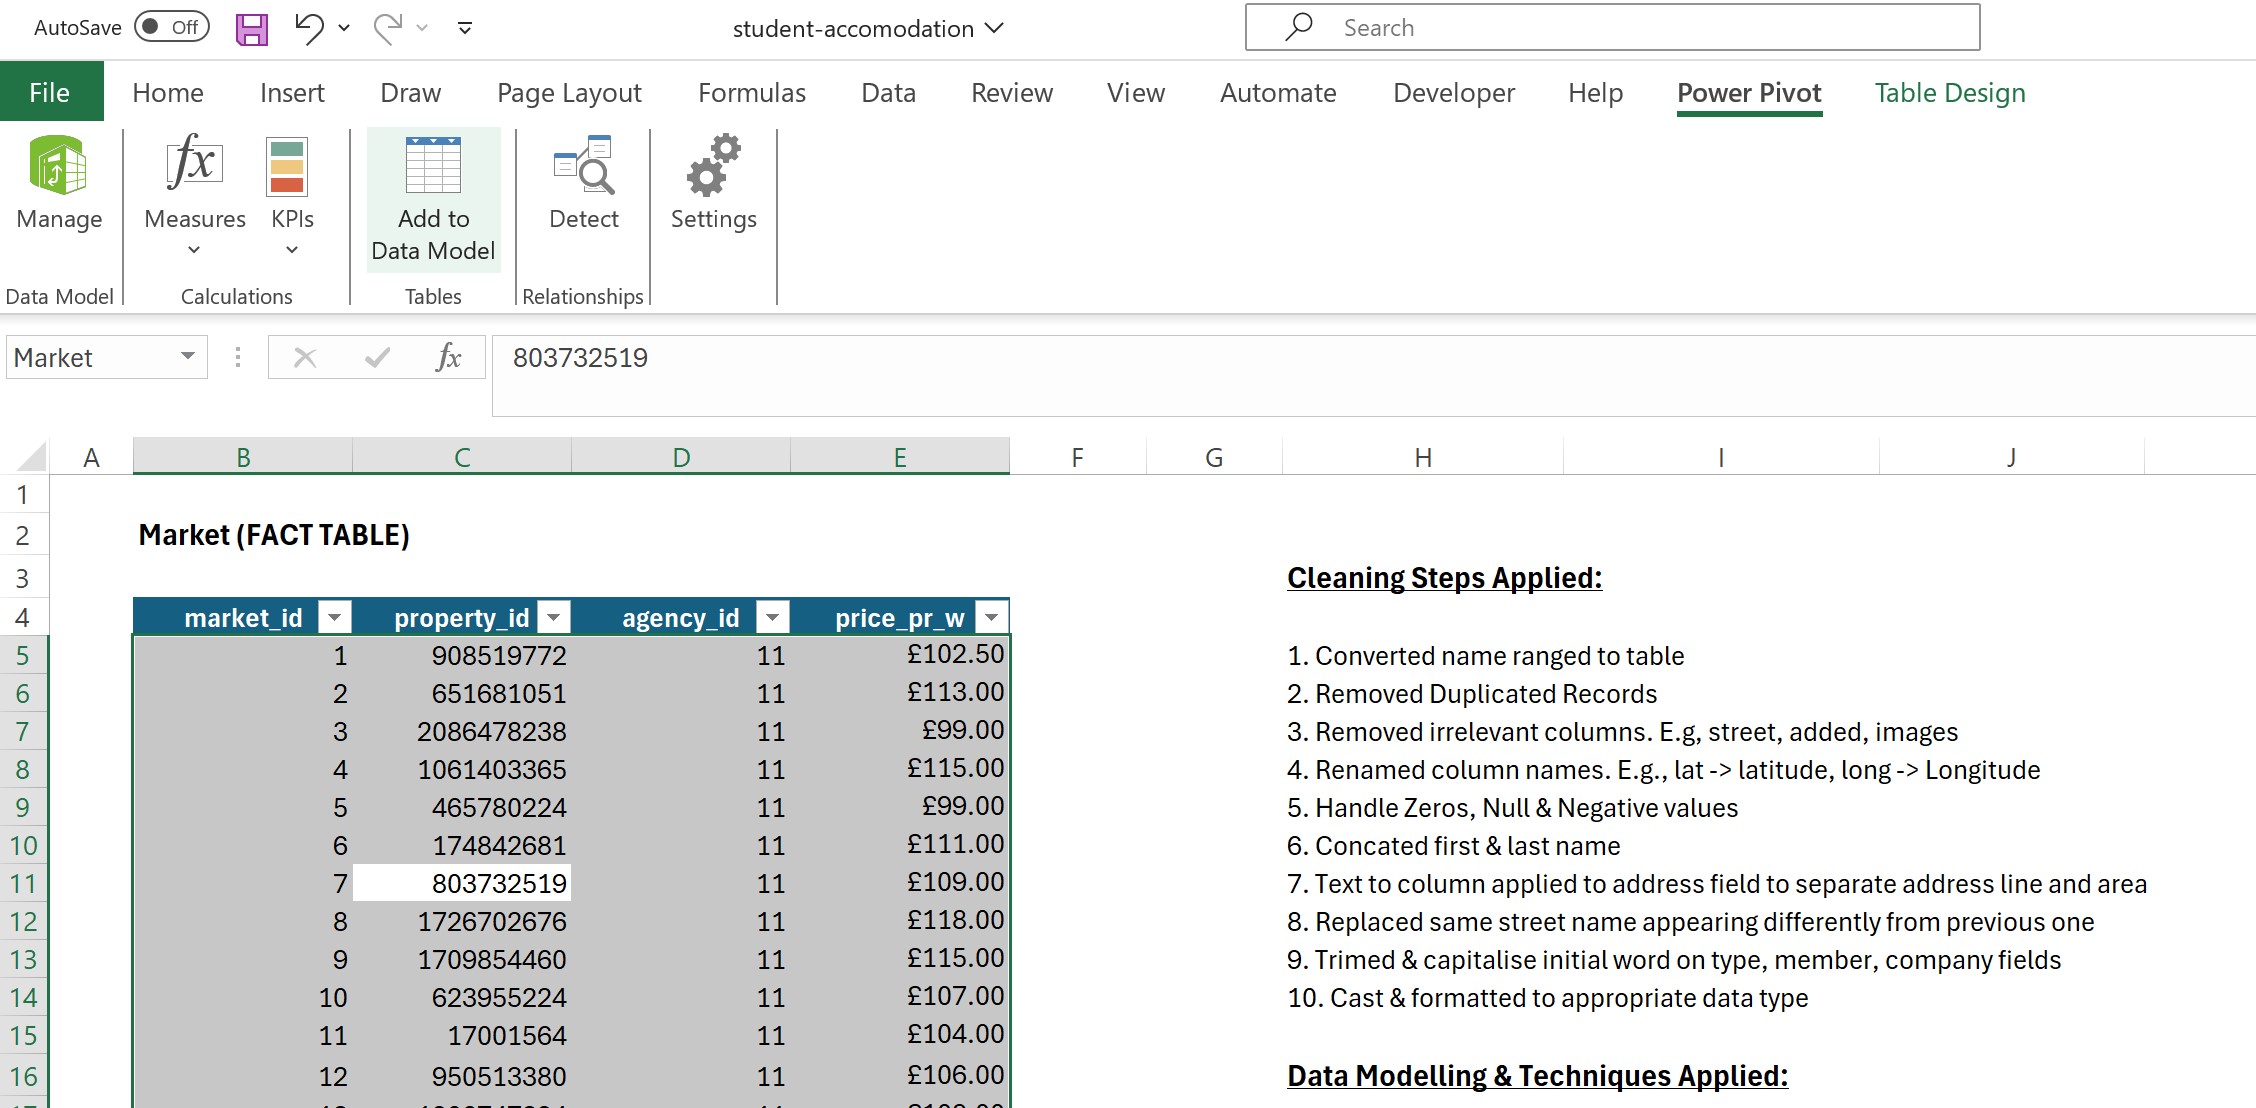 AutoSave Off student-accomodation Search
File Home Insert Draw Page Layout Formulas Data Review View Automate Developer Help Power Pivot Table Design
Manage Measures KPIs Add to Data Model Detect Settings
Data Model Calculations Tables Relationships
Market fx 803732519
A B C D E F G H I J
1
2 Market (FACT TABLE)
3 Cleaning Steps Applied:
4 market_id property_id agency_id price_pr_w
5 1 908519772 11 £102.50 1. Converted name ranged to table
6 2 651681051 11 £113.00 2. Removed Duplicated Records
7 3 2086478238 11 £99.00 3. Removed irrelevant columns. E.g, street, added, images
8 4 1061403365 11 £115.00 4. Renamed column names. E.g., lat -> latitude, long -> Longitude
9 5 465780224 11 £99.00 5. Handle Zeros, Null & Negative values
10 6 174842681 11 £111.00 6. Concated first & last name
11 7 803732519 11 £109.00 7. Text to column applied to address field to separate address line and area
12 8 1726702676 11 £118.00 8. Replaced same street name appearing differently from previous one
13 9 1709854460 11 £115.00 9. Trimed & capitalise initial word on type, member, company fields
14 10 623955224 11 £107.00 10. Cast & formatted to appropriate data type
15 11 17001564 11 £104.00
16 12 950513380 11 £106.00 Data Modelling & Techniques Applied: